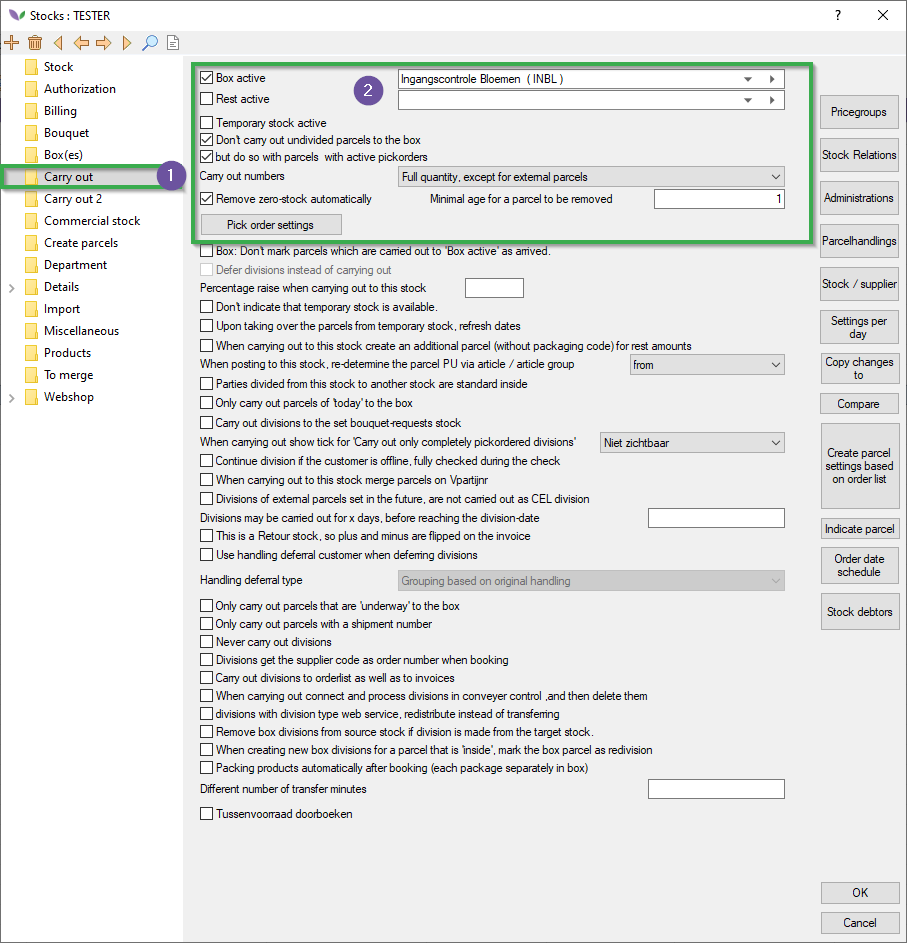 Stocks : TESTER
?
Stock
Authorization
Billing
Bouquet
Box(es)
Carry out
1
Carry out 2
Commercial stock
Create parcels
Department
Details
Import
Miscellaneous
Products
To merge
Webshop
Box active
Ingangscontrole Bloemen ( INBL )
2
Rest active
Temporary stock active
Don't carry out undivided parcels to the box
but do so with parcels with active pickorders
Carry out numbers
Full quantity, except for external parcels
Remove zero-stock automatically
Minimal age for a parcel to be removed
1
Pick order settings
Box: Don't mark parcels which are carried out to 'Box active' as arrived.
Defer divisions instead of carrying out
Percentage raise when carrying out to this stock
Don't indicate that temporary stock is available.
Upon taking over the parcels from temporary stock, refresh dates
When carrying out to this stock create an additional parcel (without packaging code) for rest amounts
When posting to this stock, re-determine the parcel PU via article / article group
from
Parties divided from this stock to another stock are standard inside
Only carry out parcels of 'today' to the box
Carry out divisions to the set bouquet-requests stock
When carrying out show tick for 'Carry out only completely pickordered divisions'
Niet zichtbaar
Continue division if the customer is offline, fully checked during the check
When carrying out to this stock merge parcels on Vpartijnr
Divisions of external parcels set in the future, are not carried out as CEL division
Divisions may be carried out for x days, before reaching the division-date
This is a Retour stock, so plus and minus are flipped on the invoice
Use handling deferral customer when deferring divisions
Handling deferral type
Grouping based on original handling
Only carry out parcels that are 'underway' to the box
Only carry out parcels with a shipment number
Never carry out divisions
Divisions get the supplier code as order number when booking
Carry out divisions to orderlist as well as to invoices
When carrying out connect and process divisions in conveyer control ,and then delete them
divisions with division type web service, redistribute instead of transferring
Remove box divisions from source stock if division is made from the target stock.
When creating new box divisions for a parcel that is 'inside', mark the box parcel as redivision
Packing products automatically after booking (each package separately in box)
Different number of transfer minutes
Tussenvoorraad doorboeken
Pricegroups
Stock Relations
Administrations
Parcelhandlings
Stock / supplier
Settings per
day
Copy changes
to
Compare
Create parcel
settings based
on order list
Indicate parcel
Order date
schedule
Stock debtors
OK
Cancel